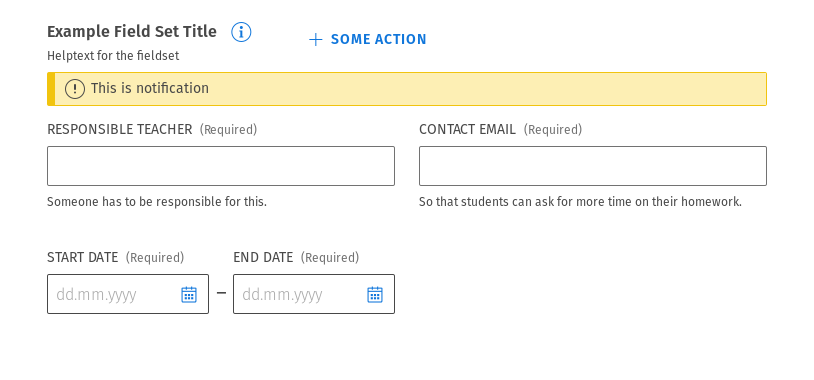 Example Field Set Title
+ SOME ACTION
Helptext for the fieldset
This is notification
RESPONSIBLE TEACHER (Required)
CONTACT EMAIL (Required)
Someone has to be responsible for this.
So that students can ask for more time on their homework.
START DATE (Required)
END DATE (Required)
dd.mm.yyyy – dd.mm.yyyy